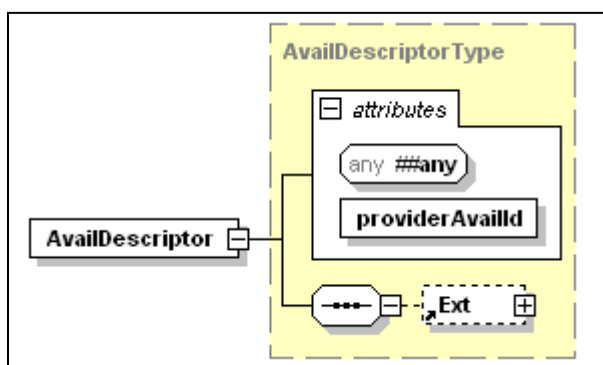 AvailDescriptorType
attributes
any ##any
providerAvailId
AvailDescriptor
Ext